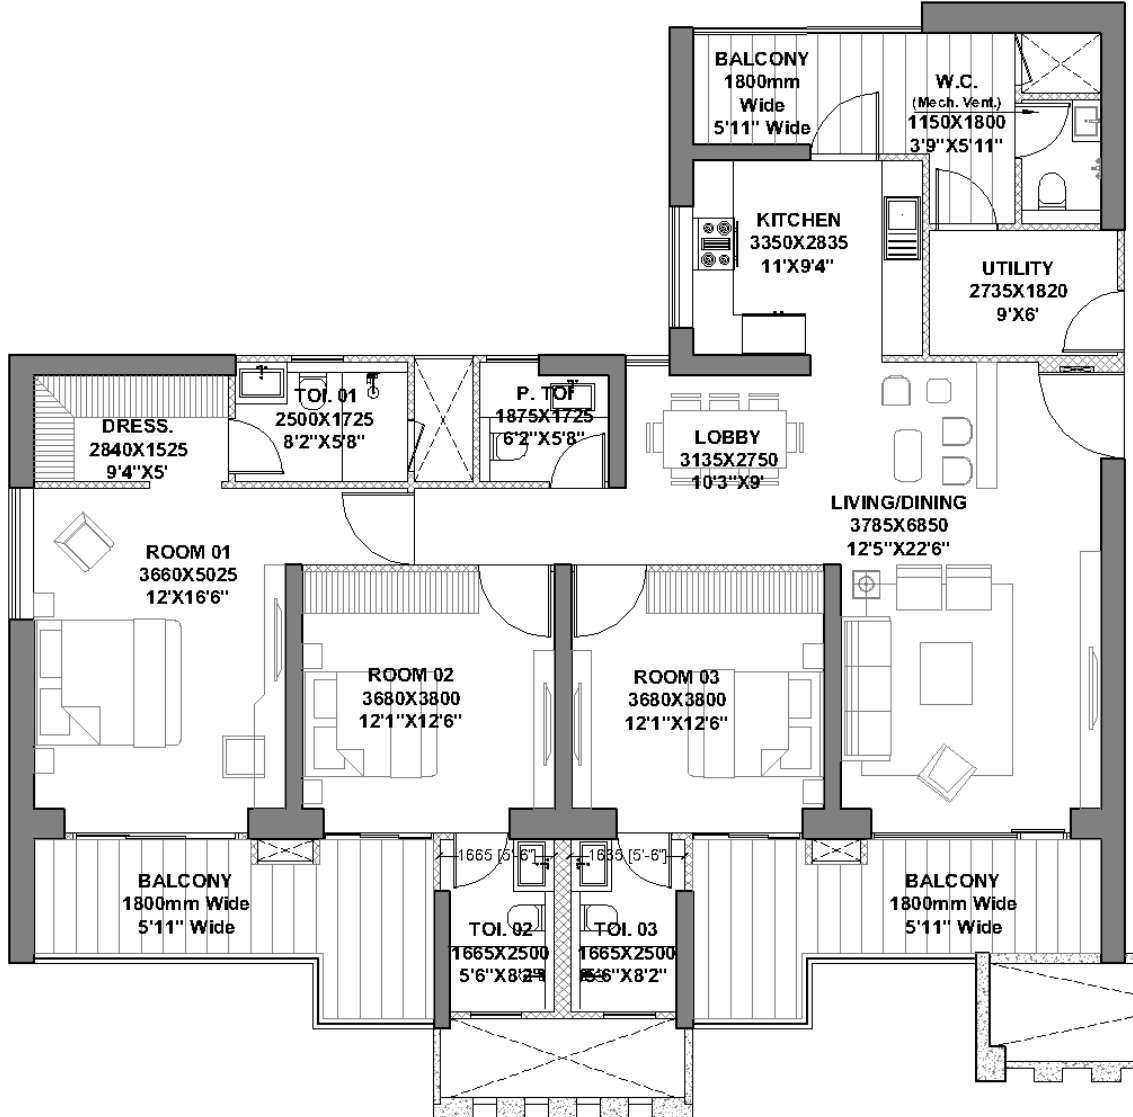 BALCONY
1800mm
Wide
5'11" Wide
W.C.
(Mech. Vent.)
1150X1800
3'9"X5'11"
KITCHEN
3350X2835
11'X9'4"
UTILITY
2735X1820
9'X6'
DRESS.
2840X1525
9'4"X5'
TOI. 01
2500X1725
8'2"X5'8"
P. TOI
1875X1725
6'2"X5'8"
LOBBY
3135X2750
10'3"X9'
LIVING/DINING
3785X6850
12'5"X22'6"
ROOM 01
3660X5025
12'X16'6"
ROOM 02
3680X3800
12'1"X12'6"
ROOM 03
3680X3800
12'1"X12'6"
1665 [5'-6"]
[5'-6"]
BALCONY
1800mm Wide
5'11" Wide
TOI. 02
1665X2500
5'6"X8'2"
TOI. 03
1665X2500
5'6"X8'2"
BALCONY
1800mm Wide
5'11" Wide